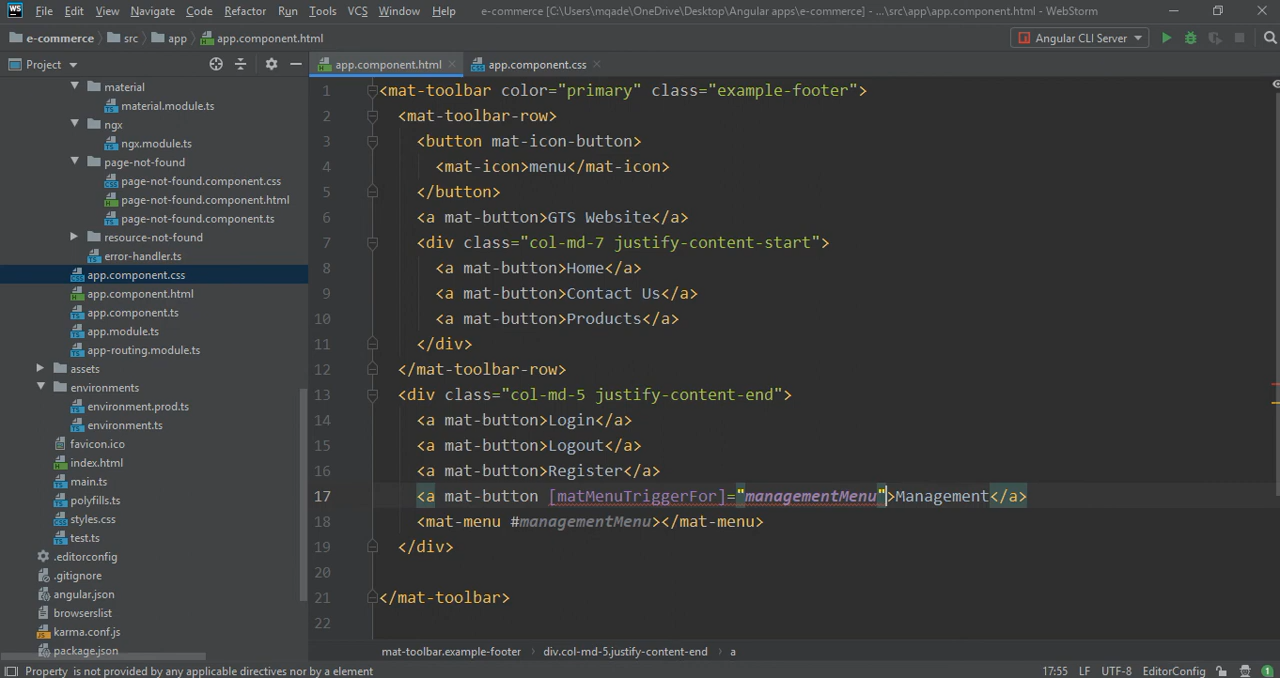 WS File Edit View Navigate Code Refactor Run Tools VCS Window Help e-commerce [C:\Users\mqade\OneDrive\Desktop\Angular apps\e-commerce] - ...\src\app\app.component.html - WebStorm
e-commerce src app app.component.html Angular CLI Server
Project app.component.html app.component.css
material
material.module.ts
ngx
ngx.module.ts
page-not-found
page-not-found.component.css
page-not-found.component.html
page-not-found.component.ts
resource-not-found
error-handler.ts
app.component.css
app.component.html
app.component.ts
app.module.ts
app-routing.module.ts
assets
environments
environment.prod.ts
environment.ts
favicon.ico
index.html
main.ts
polyfills.ts
styles.css
test.ts
.editorconfig
.gitignore
angular.json
browserslist
karma.conf.js
package.json
1 <mat-toolbar color="primary" class="example-footer">
2 <mat-toolbar-row>
3 <button mat-icon-button>
4 <mat-icon>menu</mat-icon>
5 </button>
6 <a mat-button>GTS Website</a>
7 <div class="col-md-7 justify-content-start">
8 <a mat-button>Home</a>
9 <a mat-button>Contact Us</a>
10 <a mat-button>Products</a>
11 </div>
12 </mat-toolbar-row>
13 <div class="col-md-5 justify-content-end">
14 <a mat-button>Login</a>
15 <a mat-button>Logout</a>
16 <a mat-button>Register</a>
17 <a mat-button [matMenuTriggerFor]="managementMenu">Management</a>
18 <mat-menu #managementMenu></mat-menu>
19 </div>
20
21 </mat-toolbar>
22
mat-toolbar.example-footer div.col-md-5.justify-content-end a
Property is not provided by any applicable directives nor by a element 17:55 LF UTF-8 EditorConfig 1